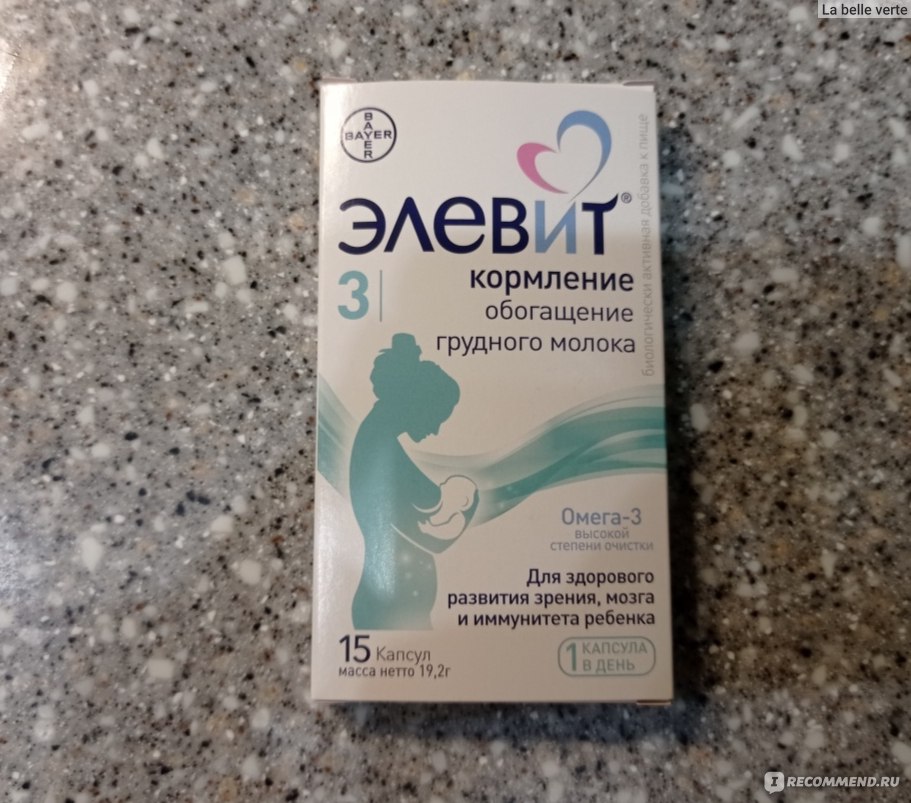 La belle verte
BAYER
BAYER
элевит®
3
кормление
обогащение
грудного молока
биологически активная добавка к пище
Омега-3
высокой
степени очистки
Для здорового
развития зрения, мозга
и иммунитета ребенка
15 Капсул
масса нетто 19,2г
1 КАПСУЛА
В ДЕНЬ
I RECOMMEND.RU